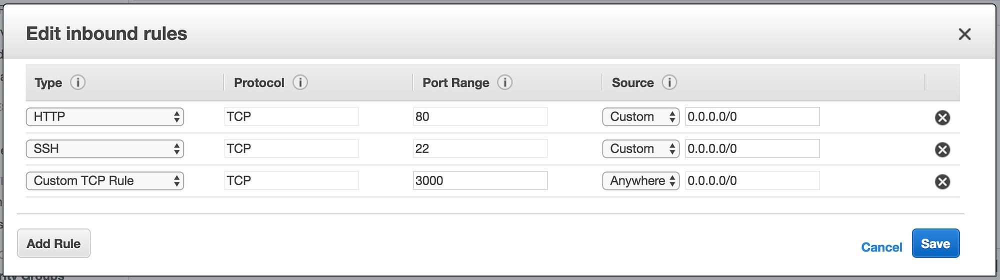 Edit inbound rules
Type Protocol Port Range Source
HTTP TCP 80 Custom 0.0.0.0/0
SSH TCP 22 Custom 0.0.0.0/0
Custom TCP Rule TCP 3000 Anywhere 0.0.0.0/0
Add Rule Cancel Save